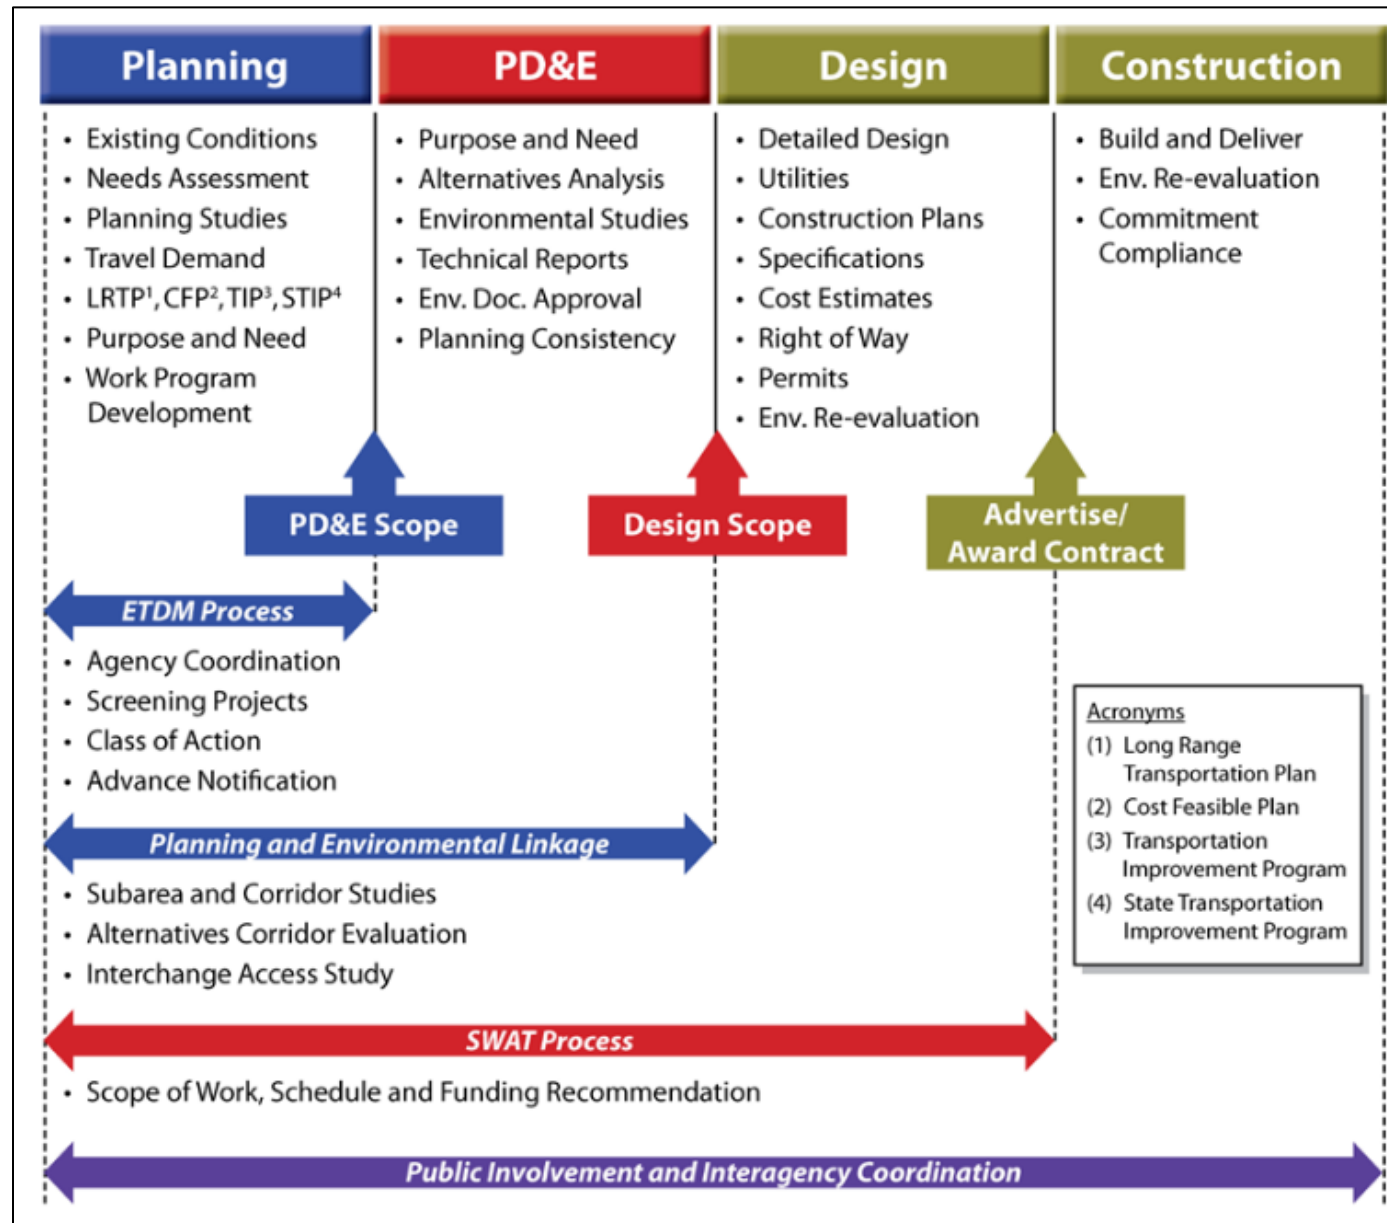 Planning
PD&E
Design
Construction
• Existing Conditions
• Needs Assessment
• Planning Studies
• Travel Demand
• LRTP¹, CFP², TIP³, STIP⁴
• Purpose and Need
• Work Program
Development
• Purpose and Need
• Alternatives Analysis
• Environmental Studies
• Technical Reports
• Env. Doc. Approval
• Planning Consistency
• Detailed Design
• Utilities
• Construction Plans
• Specifications
• Cost Estimates
• Right of Way
• Permits
• Env. Re-evaluation
• Build and Deliver
• Env. Re-evaluation
• Commitment
Compliance
PD&E Scope
Design Scope
Advertise/
Award Contract
ETDM Process
• Agency Coordination
• Screening Projects
• Class of Action
• Advance Notification
Planning and Environmental Linkage
• Subarea and Corridor Studies
• Alternatives Corridor Evaluation
• Interchange Access Study
Acronyms
(1) Long Range
Transportation Plan
(2) Cost Feasible Plan
(3) Transportation
Improvement Program
(4) State Transportation
Improvement Program
SWAT Process
• Scope of Work, Schedule and Funding Recommendation
Public Involvement and Interagency Coordination